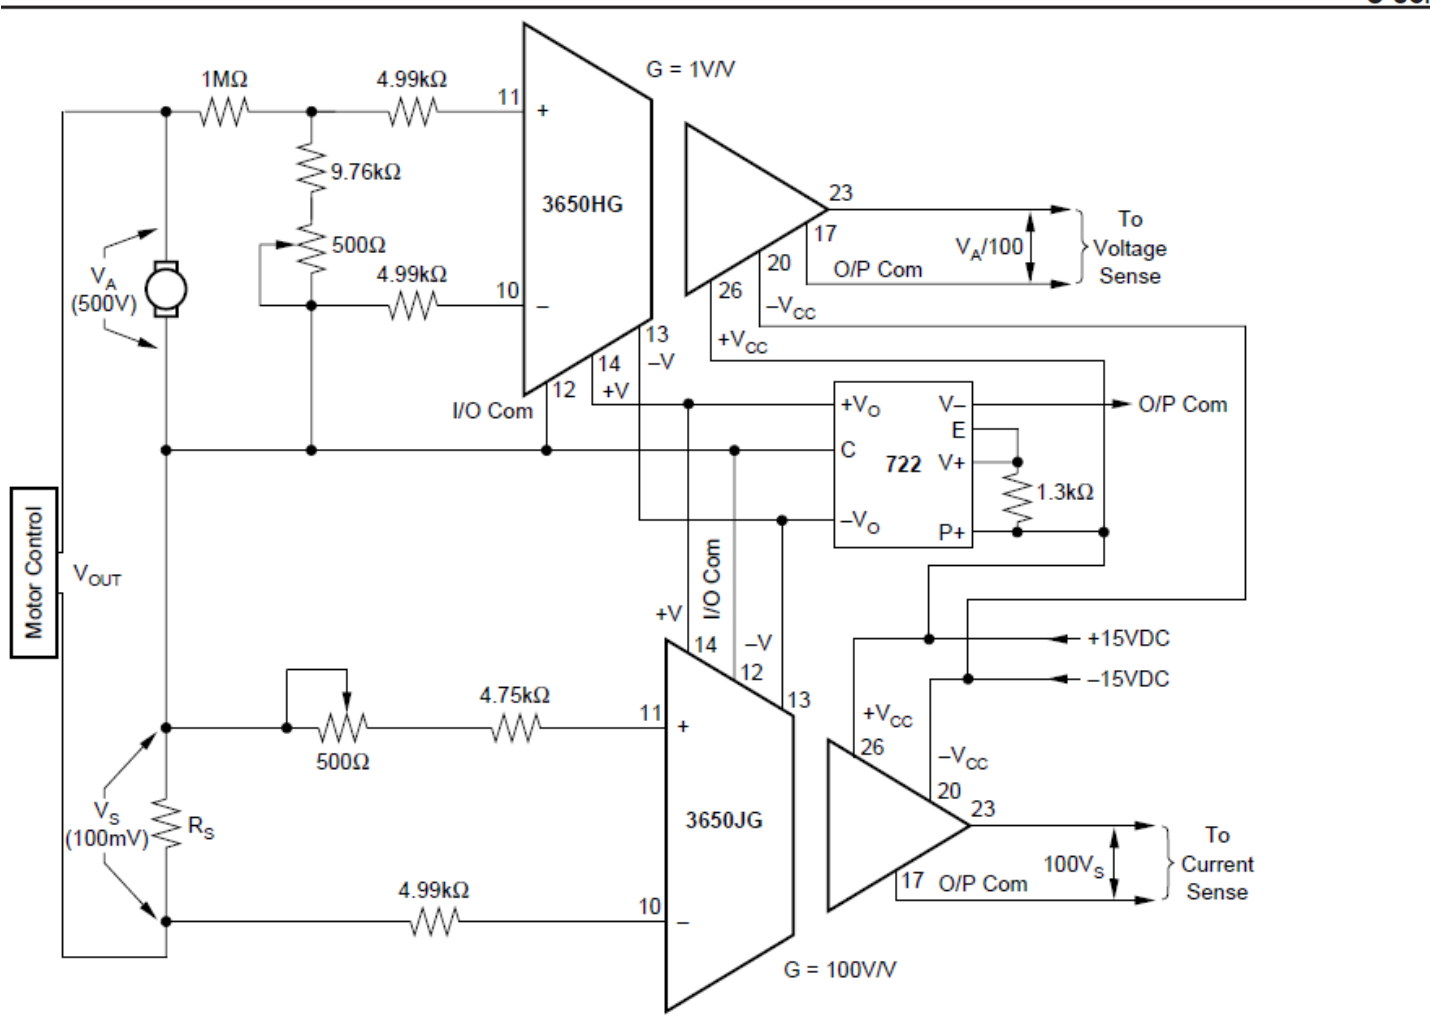 1MΩ
4.99kΩ
11
+
G = 1V/V
9.76kΩ
3650HG
23
500Ω
17
VA/100
To
Voltage
Sense
4.99kΩ
20
O/P Com
VA
(500V)
10
–
26
–VCC
13
–V
+VCC
14
+V
12
I/O Com
+VO
V–
O/P Com
E
C
722
V+
1.3kΩ
–VO
P+
Motor Control
VOUT
I/O Com
+V
14
–V
12
+15VDC
–15VDC
4.75kΩ
11
+
13
+VCC
500Ω
26
–VCC
20
23
VS
(100mV)
RS
3650JG
To
Current
Sense
100VS
4.99kΩ
10
–
17
O/P Com
G = 100V/V